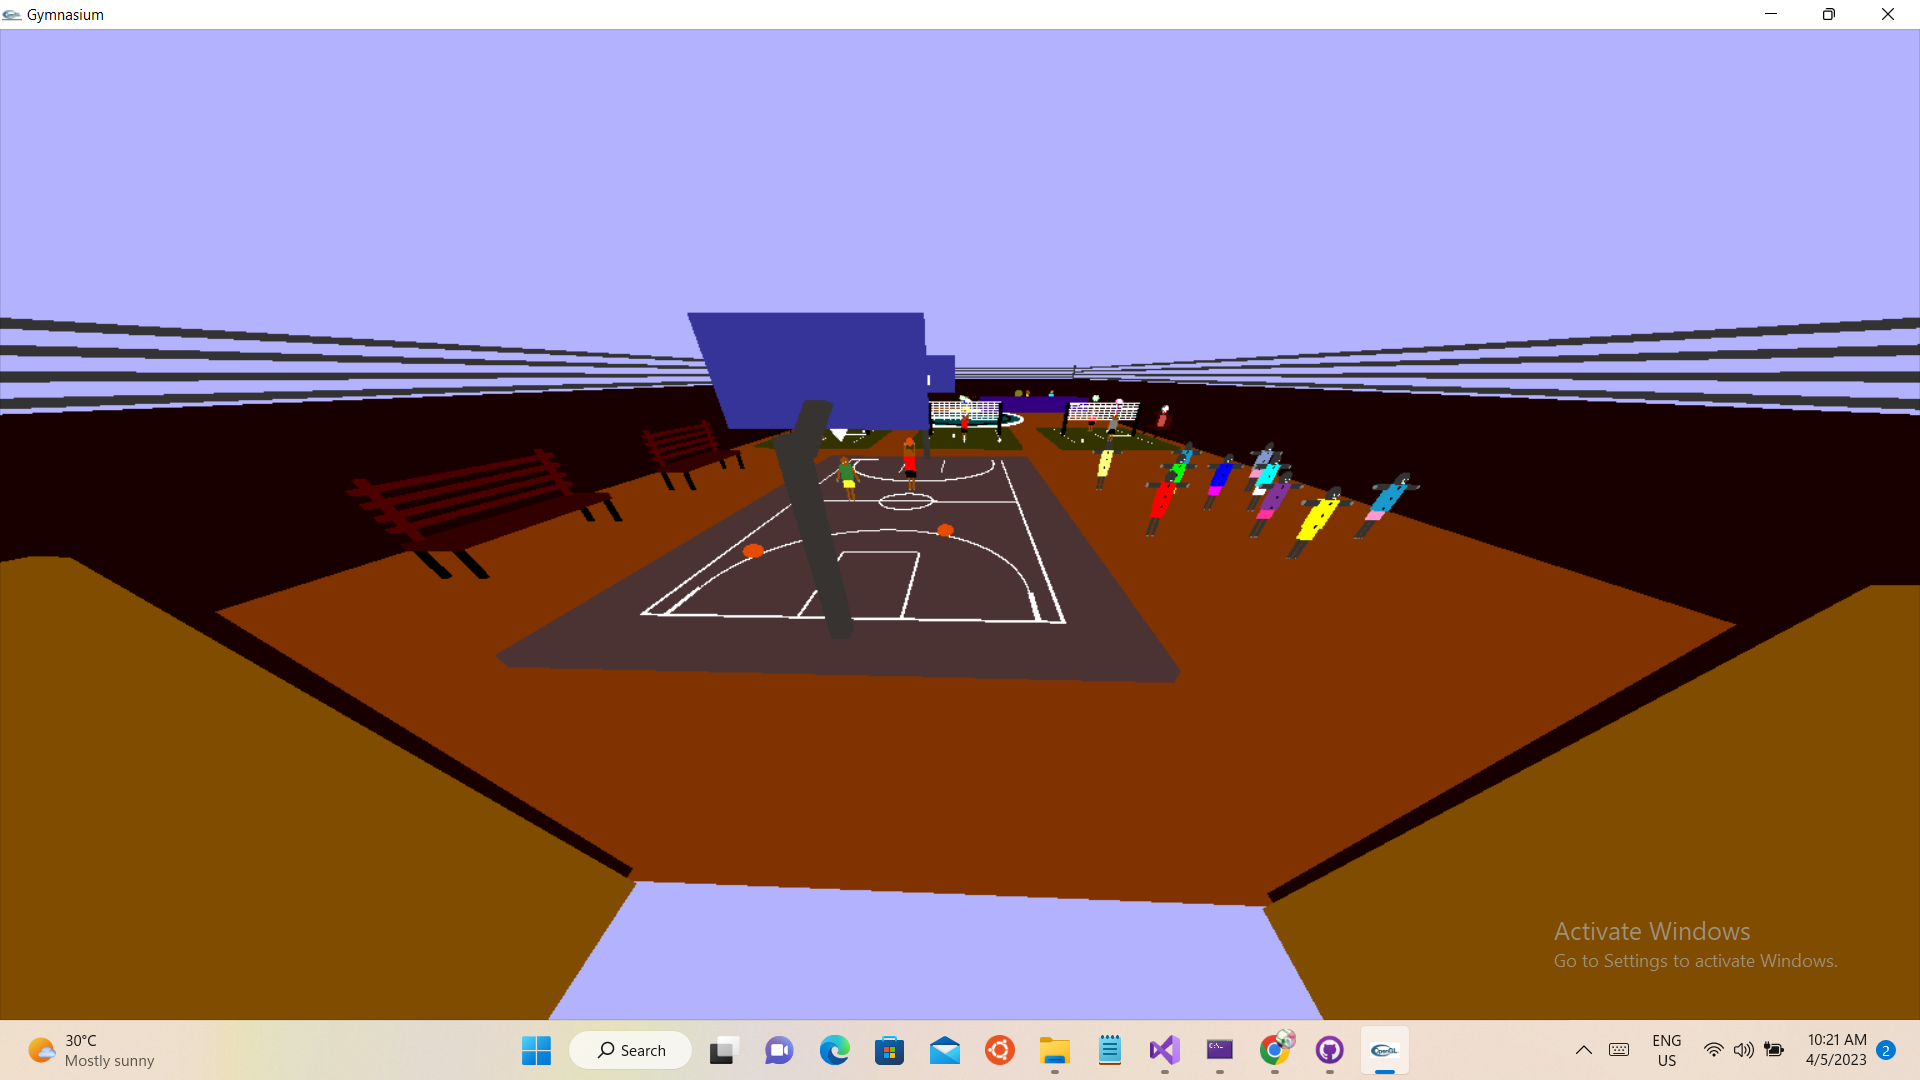 Gymnasium
Activate Windows
Go to Settings to activate Windows.
30°C
Mostly sunny
Search
OpenGL
ENG
US
10:21 AM
4/5/2023
2